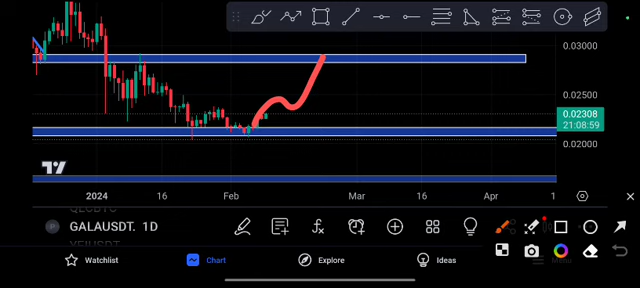 0.03000
0.02500
0.02308
21:08:59
0.02000
2024 16 Feb Mar 16 Apr 1
GALAUSDT. 1D
Watchlist Chart Explore Ideas